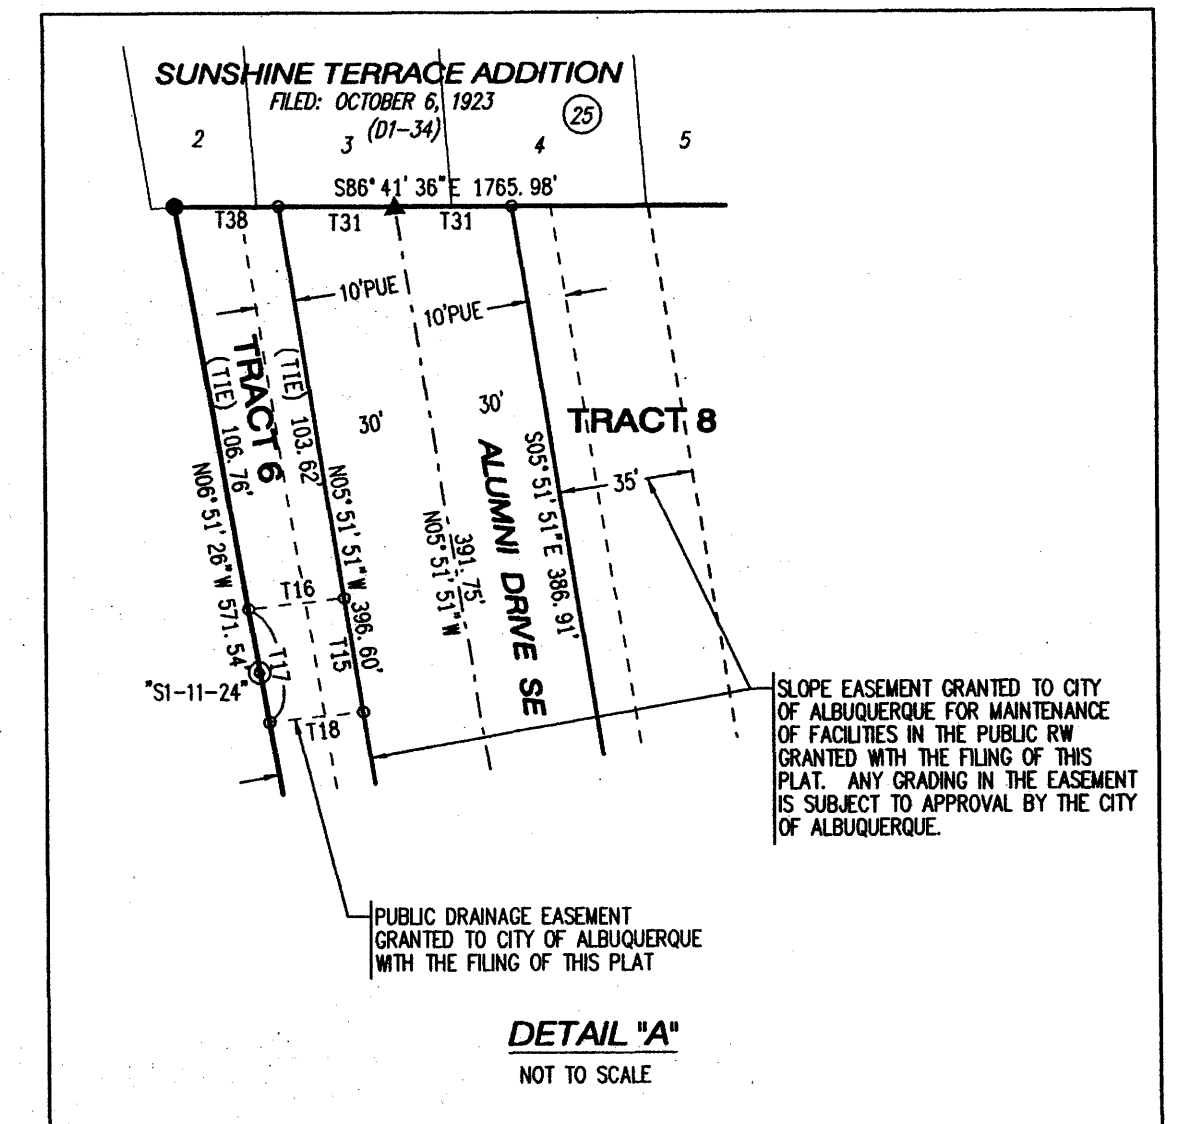 SUNSHINE TERRACE ADDITION
FILED: OCTOBER 6, 1923
(D1-34)
25
2
3
4
5
S86°41'36"E 1765.98'
T38
T31
T31
10'PUE
10'PUE
TRACT 6
(TIE) 106.76'
(TIE) 103.62
30'
30'
TRACT 8
N06°51'26"W 571.54'
N05°51'51"W 396.60'
391.75'
N05°51'51"W
ALUMNI DRIVE SE
S05°51'51"E 386.91'
35'
T16
T15
T17
"S1-11-24"
T18
SLOPE EASEMENT GRANTED TO CITY
OF ALBUQUERQUE FOR MAINTENANCE
OF FACILITIES IN THE PUBLIC RW
GRANTED WITH THE FILING OF THIS
PLAT. ANY GRADING IN THE EASEMENT
IS SUBJECT TO APPROVAL BY THE CITY
OF ALBUQUERQUE.
PUBLIC DRAINAGE EASEMENT
GRANTED TO CITY OF ALBUQUERQUE
WITH THE FILING OF THIS PLAT
DETAIL "A"
NOT TO SCALE